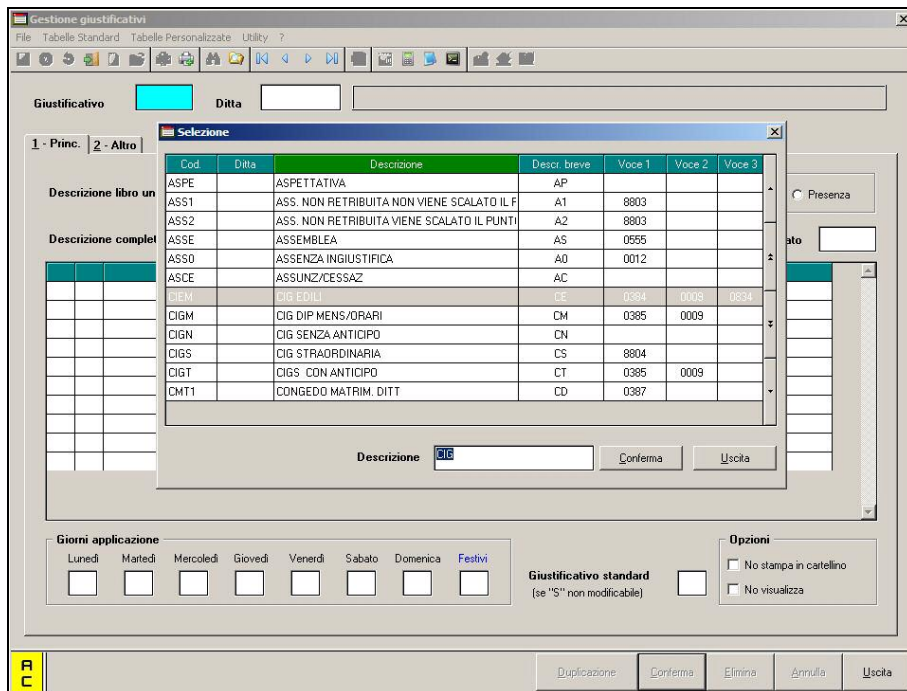 Gestione giustificativi
File Tabelle Standard Tabelle Personalizzate Utility ?
Giustificativo Ditta
1 - Princ. 2 - Altro
Selezione
Cod. Ditta Descrizione Descr. breve Voce 1 Voce 2 Voce 3
ASPE ASPETTATIVA AP
ASS1 ASS. NON RETRIBUITA NON VIENE SCALATO IL F A1 8803
ASS2 ASS. NON RETRIBUITA VIENE SCALATO IL PUNTI A2 8803
ASSE ASSEMBLEA AS 0555
ASS0 ASSENZA INGIUSTIFICA A0 0012
ASCE ASSUNZ/CESSAZ AC
CIEM CIG EDILI CE 0384 0009 0834
CIGM CIG DIP MENS/ORARI CM 0385 0009
CIGN CIG SENZA ANTICIPO CN
CIGS CIG STRAORDINARIA CS 8804
CIGT CIGS CON ANTICIPO CT 0385 0009
CMT1 CONGEDO MATRIM. DITT CD 0387
Descrizione CIG Conferma Uscita
Descrizione libro un
Presenza
Descrizione complet
ato
Giorni applicazione
Lunedì Martedì Mercoledì Giovedì Venerdì Sabato Domenica Festivi
Giustificativo standard
(se "S" non modificabile)
Opzioni
No stampa in cartellino
No visualizza
AC
Duplicazione Conferma Elimina Annulla Uscita